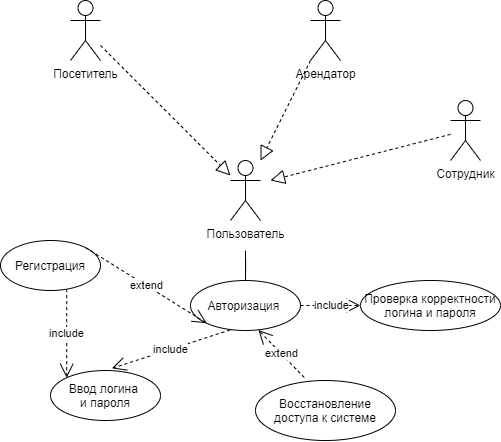 Посетитель
Арендатор
Сотрудник
Пользователь
Регистрация
extend
Авторизация
include
Проверка корректности
логина и пароля
include
include
extend
Ввод логина
и пароля
Восстановление
доступа к системе